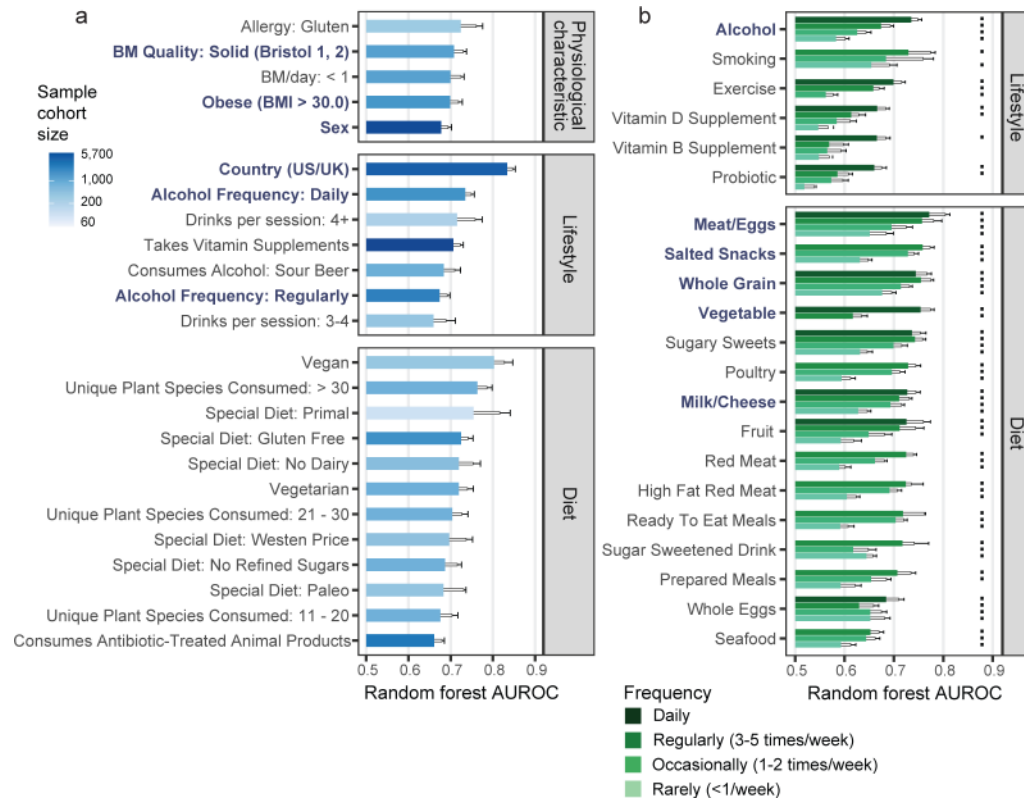 a
Allergy: Gluten
BM Quality: Solid (Bristol 1, 2)
BM/day: < 1
Obese (BMI > 30.0)
Sex
Physiological
characteristic
Sample
cohort
size
5,700
1,000
200
60
Country (US/UK)
Alcohol Frequency: Daily
Drinks per session: 4+
Takes Vitamin Supplements
Consumes Alcohol: Sour Beer
Alcohol Frequency: Regularly
Drinks per session: 3-4
Lifestyle
Vegan
Unique Plant Species Consumed: > 30
Special Diet: Primal
Special Diet: Gluten Free
Special Diet: No Dairy
Vegetarian
Unique Plant Species Consumed: 21 - 30
Special Diet: Westen Price
Special Diet: No Refined Sugars
Special Diet: Paleo
Unique Plant Species Consumed: 11 - 20
Consumes Antibiotic-Treated Animal Products
Diet
0.5 0.6 0.7 0.8 0.9
Random forest AUROC
b
Alcohol
Smoking
Exercise
Vitamin D Supplement
Vitamin B Supplement
Probiotic
Lifestyle
Meat/Eggs
Salted Snacks
Whole Grain
Vegetable
Sugary Sweets
Poultry
Milk/Cheese
Fruit
Red Meat
High Fat Red Meat
Ready To Eat Meals
Sugar Sweetened Drink
Prepared Meals
Whole Eggs
Seafood
Diet
0.5 0.6 0.7 0.8 0.9
Random forest AUROC
Frequency
Daily
Regularly (3-5 times/week)
Occasionally (1-2 times/week)
Rarely (<1/week)